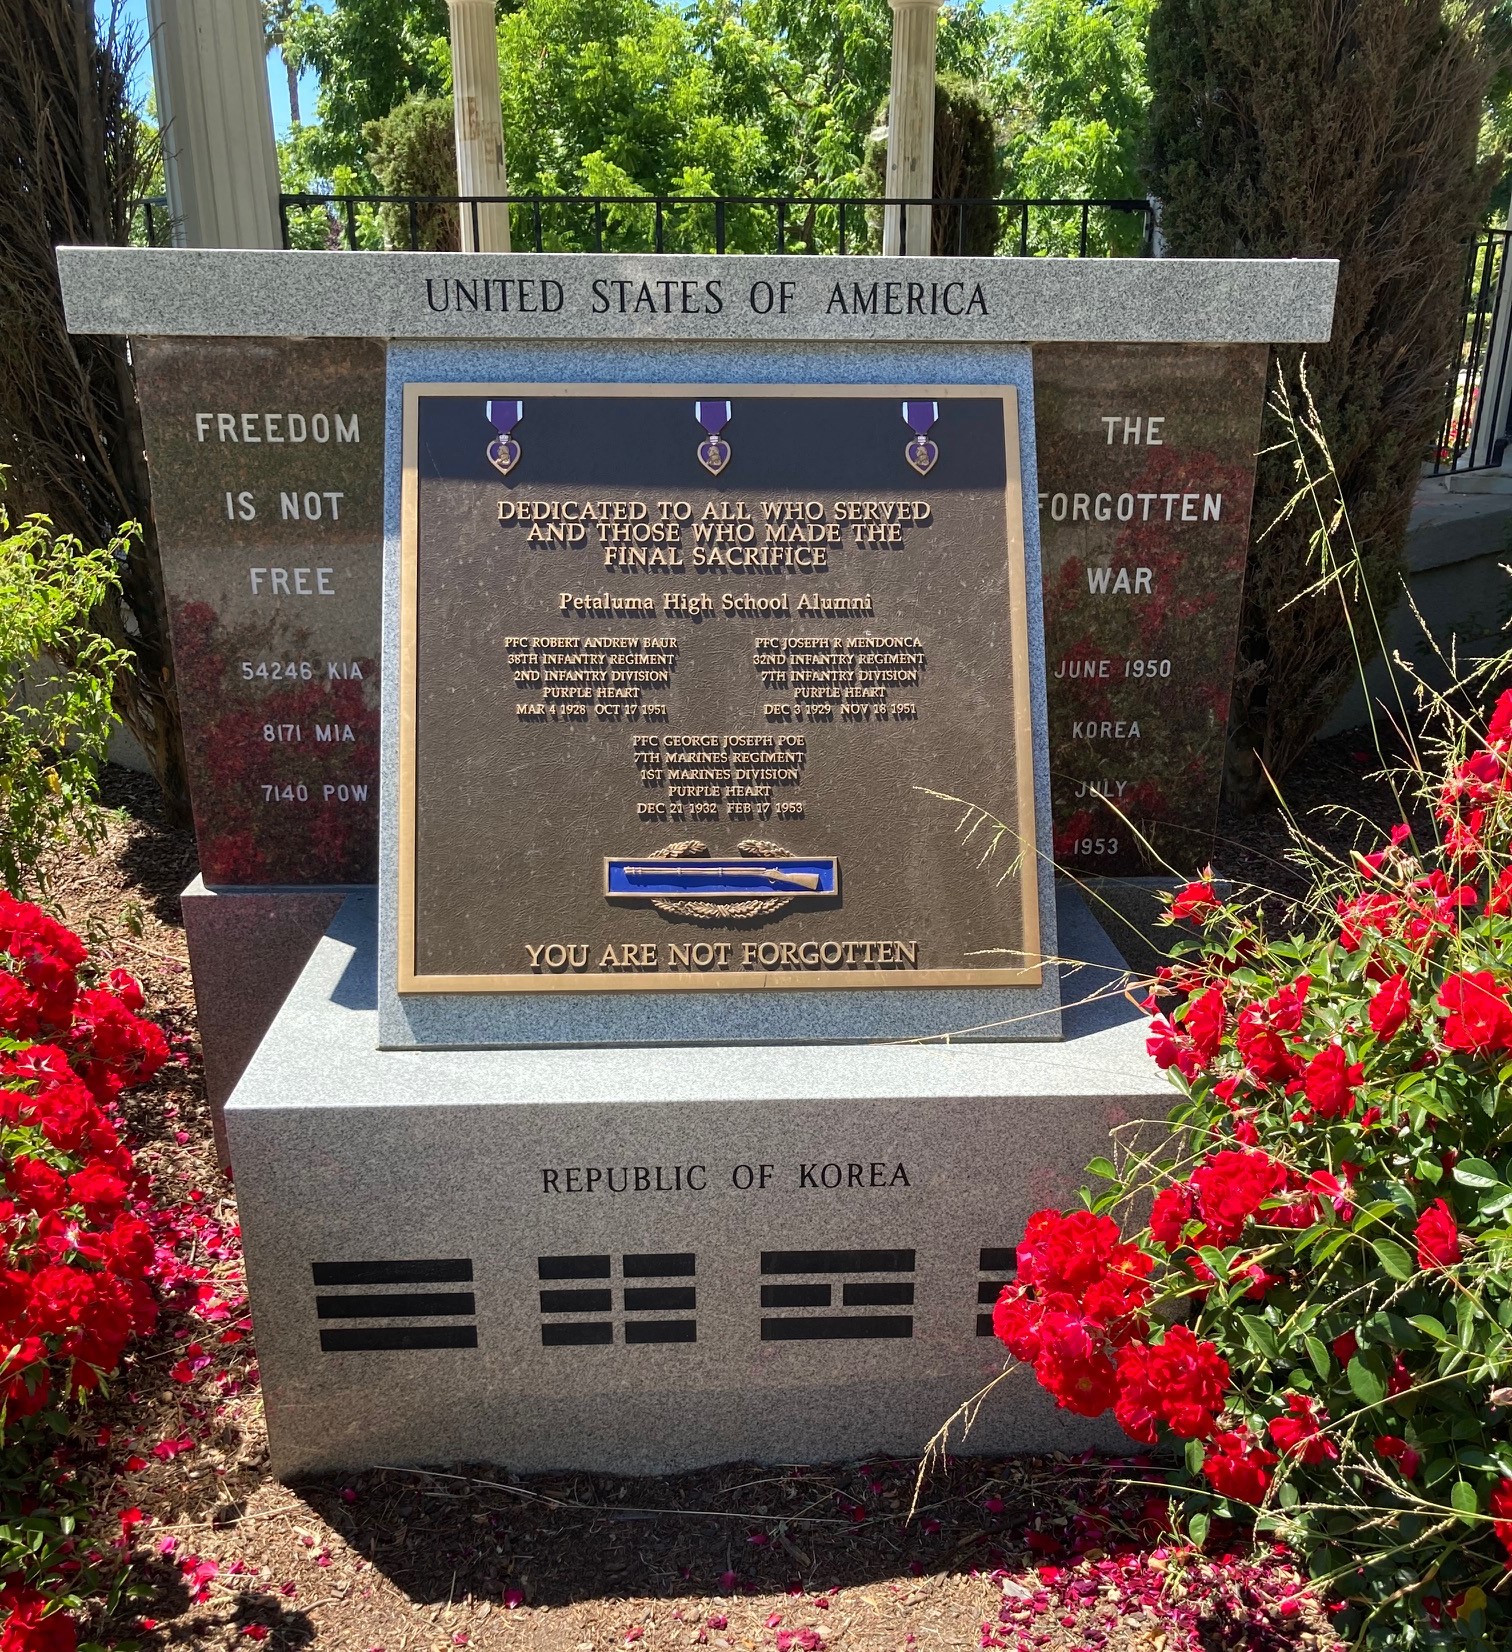 UNITED STATES OF AMERICA
FREEDOM
IS NOT
FREE
54246 KIA
8171 MIA
7140 POW
DEDICATED TO ALL WHO SERVED
AND THOSE WHO MADE THE
FINAL SACRIFICE
Petaluma High School Alumni
PFC ROBERT ANDREW BAUR
38TH INFANTRY REGIMENT
2ND INFANTRY DIVISION
PURPLE HEART
MAR 4 1928 OCT 17 1951
PFC JOSEPH R MENDONCA
32ND INFANTRY REGIMENT
7TH INFANTRY DIVISION
PURPLE HEART
DEC 3 1929 NOV 18 1951
PFC GEORGE JOSEPH POE
7TH MARINES REGIMENT
1ST MARINES DIVISION
PURPLE HEART
DEC 21 1932 FEB 17 1953
YOU ARE NOT FORGOTTEN
THE
FORGOTTEN
WAR
JUNE 1950
KOREA
JULY
1953
REPUBLIC OF KOREA